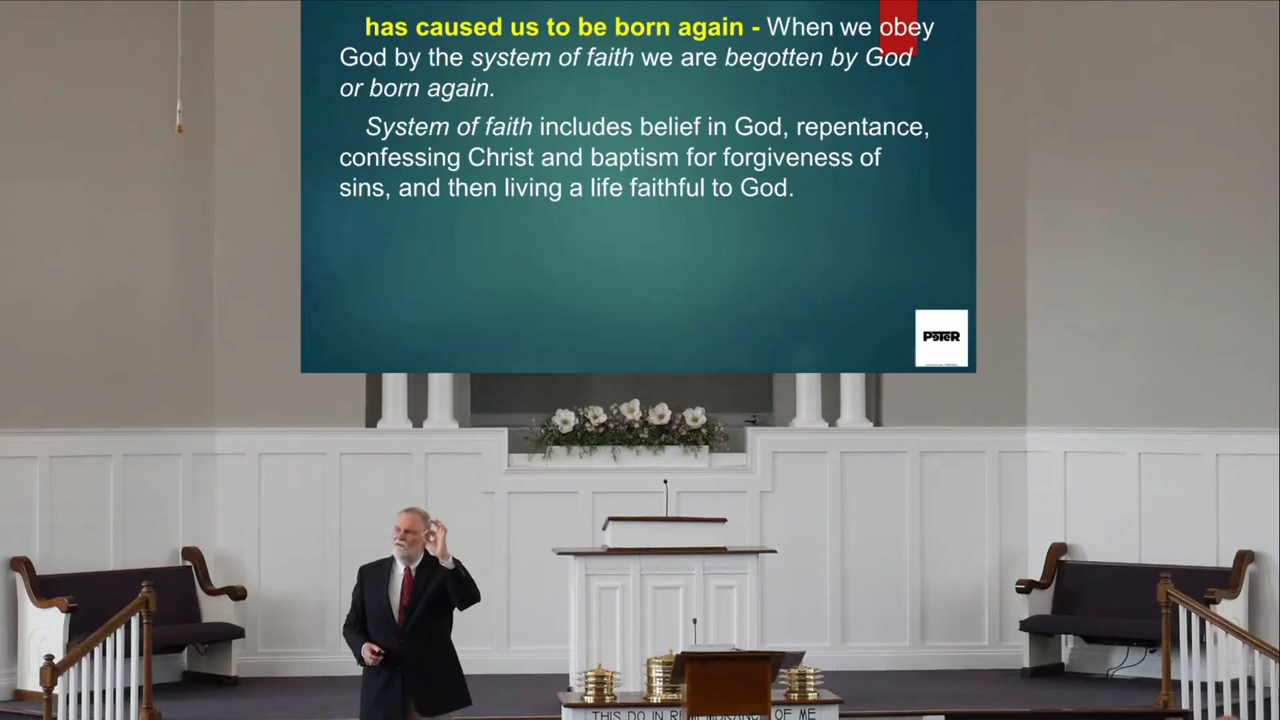 has caused us to be born again - When we obey
God by the system of faith we are begotten by God
or born again.
System of faith includes belief in God, repentance,
confessing Christ and baptism for forgiveness of
sins, and then living a life faithful to God.
PETER
THIS DO IN OF ME